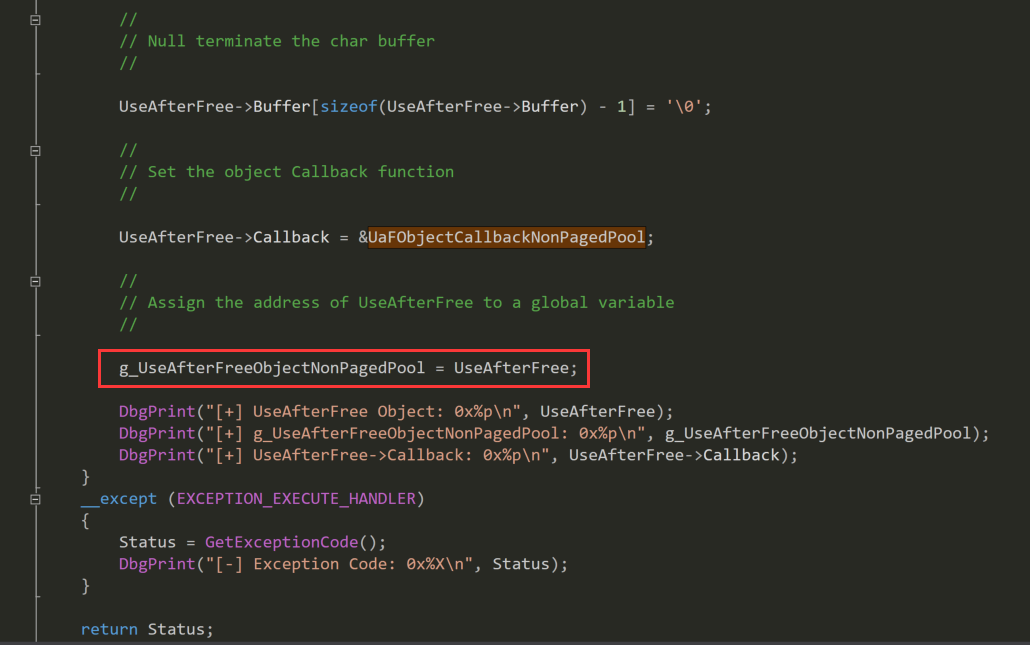 //
// Null terminate the char buffer
//
UseAfterFree->Buffer[sizeof(UseAfterFree->Buffer) - 1] = '\0';
//
// Set the object Callback function
//
UseAfterFree->Callback = &UaFObjectCallbackNonPagedPool;
//
// Assign the address of UseAfterFree to a global variable
//
g_UseAfterFreeObjectNonPagedPool = UseAfterFree;
DbgPrint("[+] UseAfterFree Object: 0x%p\n", UseAfterFree);
DbgPrint("[+] g_UseAfterFreeObjectNonPagedPool: 0x%p\n", g_UseAfterFreeObjectNonPagedPool);
DbgPrint("[+] UseAfterFree->Callback: 0x%p\n", UseAfterFree->Callback);
}
__except (EXCEPTION_EXECUTE_HANDLER)
{
Status = GetExceptionCode();
DbgPrint("[-] Exception Code: 0x%X\n", Status);
}
return Status;